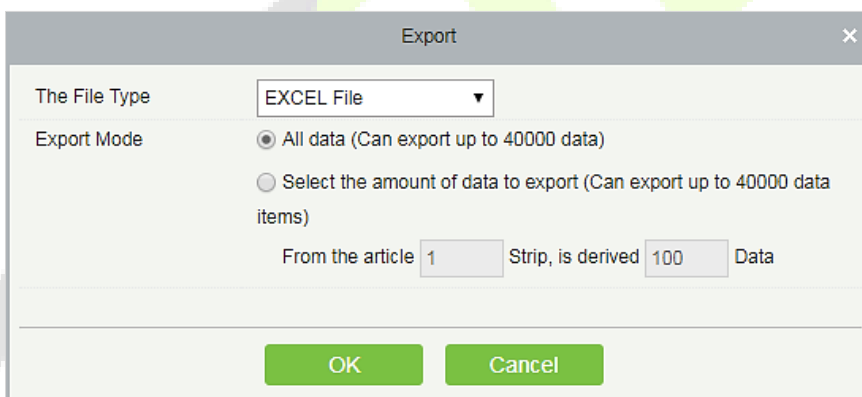 Export
The File Type EXCEL File
Export Mode All data (Can export up to 40000 data)
Select the amount of data to export (Can export up to 40000 data
items)
From the article 1 Strip, is derived 100 Data
OK Cancel